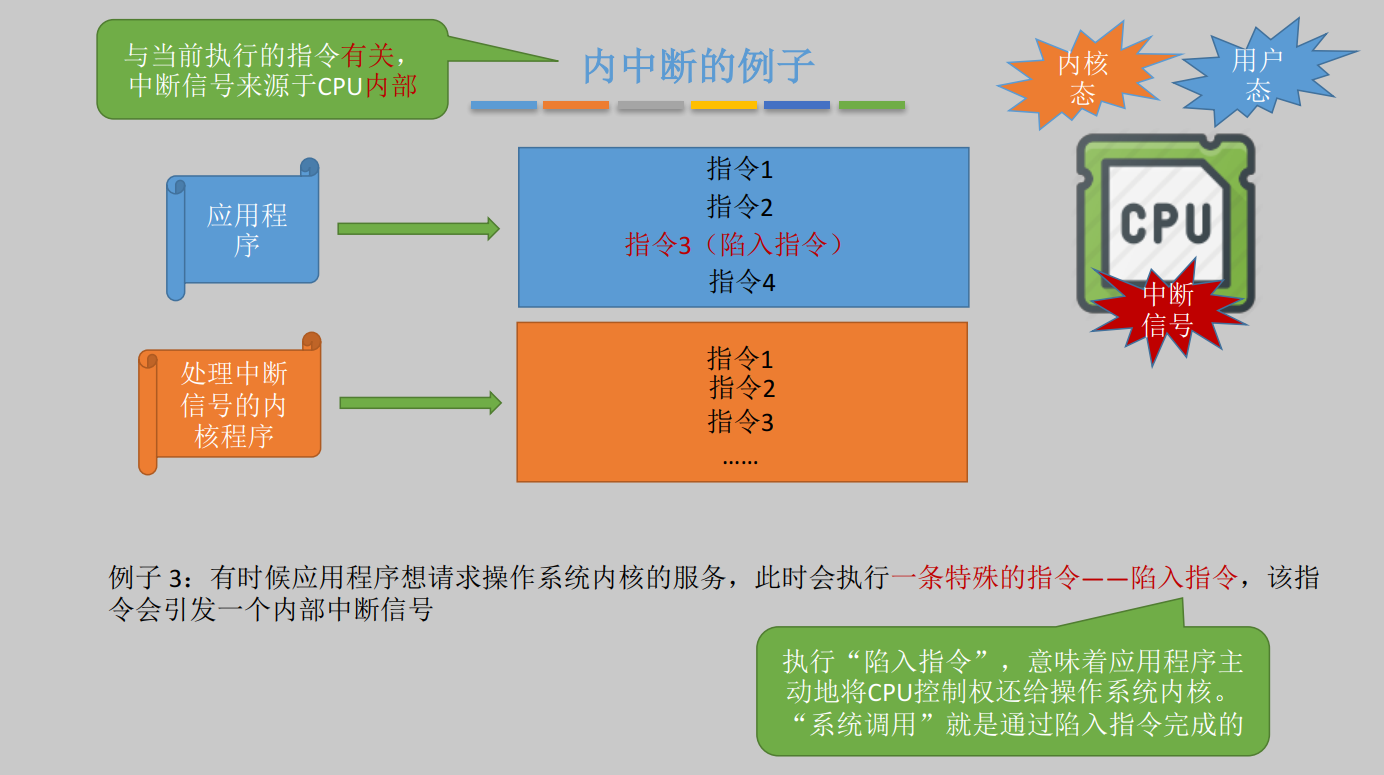 与当前执行的指令有关，
中断信号来源于CPU内部
内中断的例子
内核
态
用户
态
应用程
序
指令1
指令2
指令3（陷入指令）
指令4
CPU
中断
信号
处理中断
信号的内
核程序
指令1
指令2
指令3
……
例子 3：有时候应用程序想请求操作系统内核的服务，此时会执行一条特殊的指令——陷入指令，该指
令会引发一个内部中断信号
执行“陷入指令”，意味着应用程序主
动地将CPU控制权还给操作系统内核。
“系统调用”就是通过陷入指令完成的